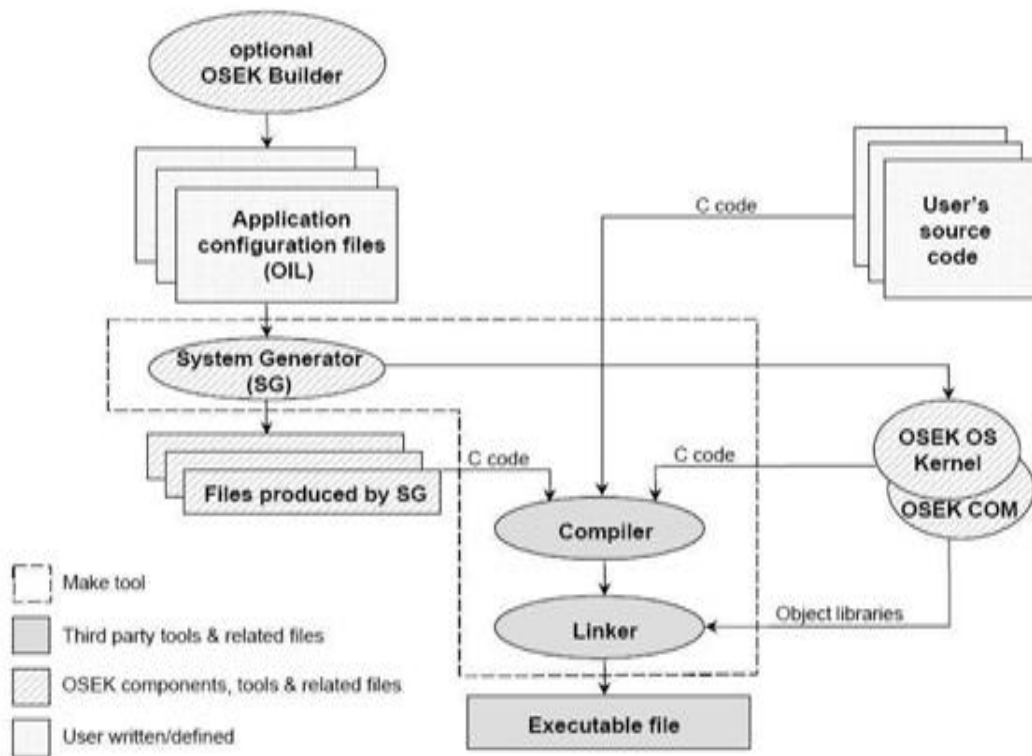 optional
OSEK Builder
Application
configuration files
(OIL)
C code
User's
source
code
System Generator
(SG)
OSEK OS
Kernel
OSEK COM
C code
C code
Files produced by SG
Compiler
Make tool
Object libraries
Linker
Third party tools & related files
OSEK components, tools & related files
Executable file
User written/defined